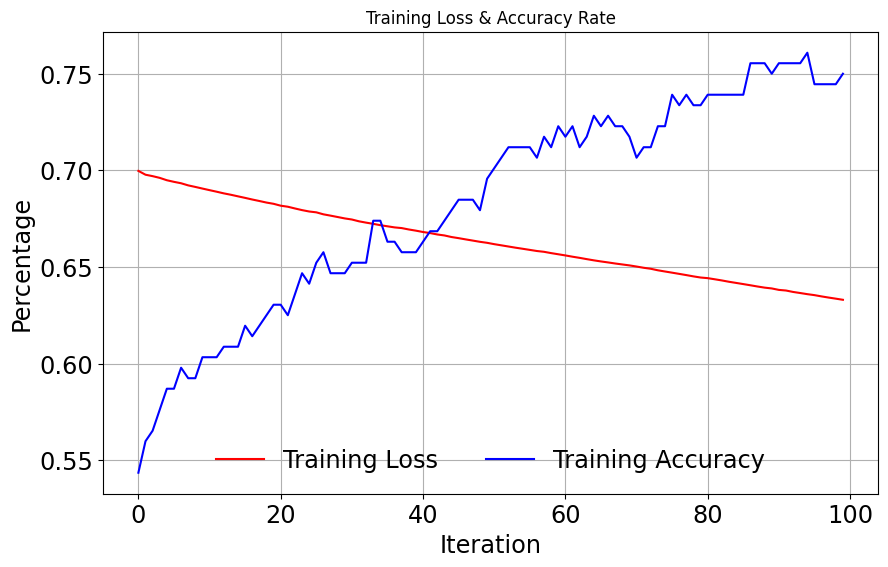 Training Loss & Accuracy Rate
Percentage
0.75
0.70
0.65
0.60
0.55
Training Loss Training Accuracy
0 20 40 60 80 100
Iteration